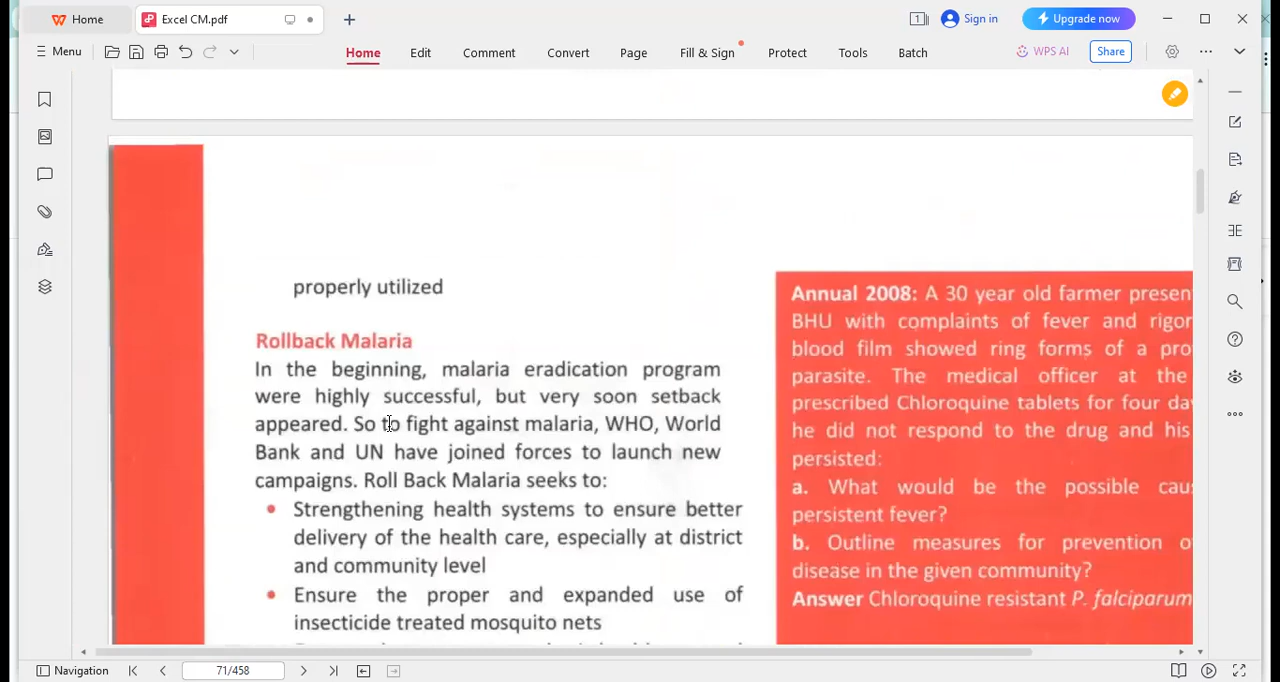 Home
Excel CM.pdf
1
Sign in
Upgrade now
Menu
Home
Edit
Comment
Convert
Page
Fill & Sign
Protect
Tools
Batch
WPS AI
Share
properly utilized
Rollback Malaria
In the beginning, malaria eradication program
were highly successful, but very soon setback
appeared. So to fight against malaria, WHO, World
Bank and UN have joined forces to launch new
campaigns. Roll Back Malaria seeks to:
• Strengthening health systems to ensure better
delivery of the health care, especially at district
and community level
• Ensure the proper and expanded use of
insecticide treated mosquito nets
Annual 2008: A 30 year old farmer presen
BHU with complaints of fever and rigor
blood film showed ring forms of a pro
parasite. The medical officer at the
prescribed Chloroquine tablets for four da
he did not respond to the drug and his
persisted:
a. What would be the possible cau
persistent fever?
b. Outline measures for prevention o
disease in the given community?
Answer Chloroquine resistant P. falciparum
Navigation
71/458